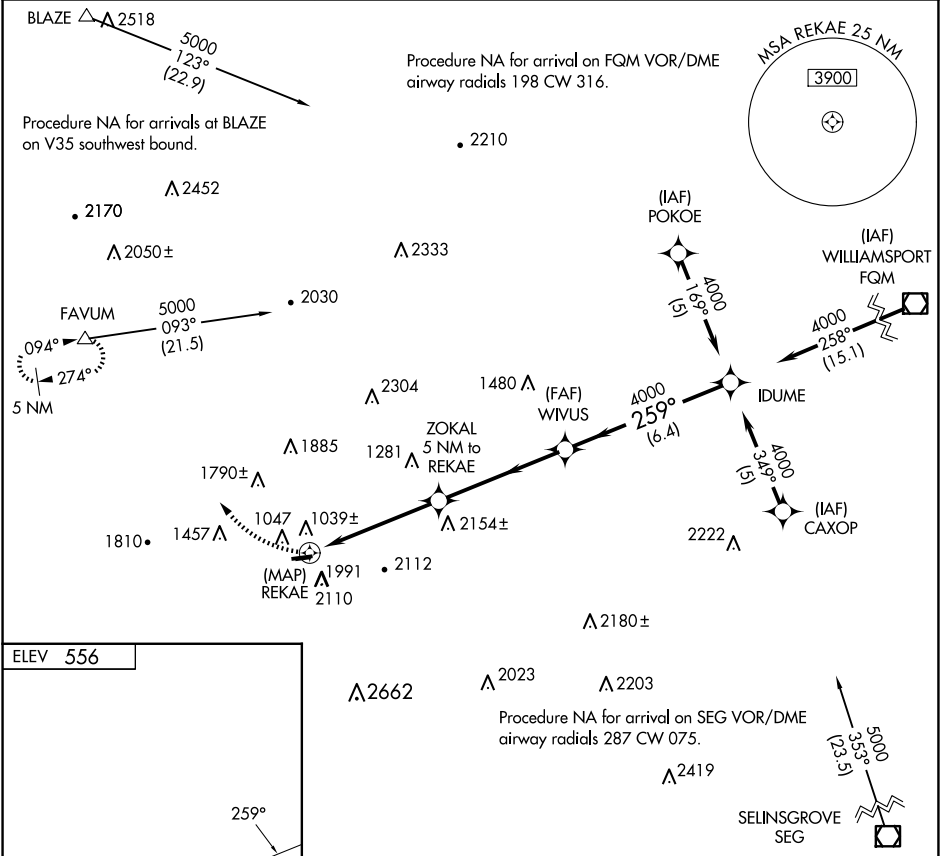 BLAZE
2518
5000
123°
(22.9)
Procedure NA for arrival on FQM VOR/DME
airway radials 198 CW 316.
MSA REKAE 25 NM
3900
Procedure NA for arrivals at BLAZE
on V35 southwest bound.
2210
2452
2170
2050±
2333
(IAF)
POKOE
4000
169°
(5)
(IAF)
WILLIAMSPORT
FQM
4000
258°
(15.1)
FAVUM
5000
093°
(21.5)
2030
094°
274°
5 NM
2304
1480
(FAF)
WIVUS
4000
259°
(6.4)
IDUME
ZOKAL
5 NM to
REKAE
1885
1281
1790±
4000
349°
(5)
(IAF)
CAXOP
1810
1457
1047
1039±
2154±
2222
(MAP)
REKAE
1991
2110
2112
2180±
ELEV 556
2662
2023
2203
Procedure NA for arrival on SEG VOR/DME
airway radials 287 CW 075.
5000
353°
(23.5)
2419
SELINSGROVE
SEG
259°